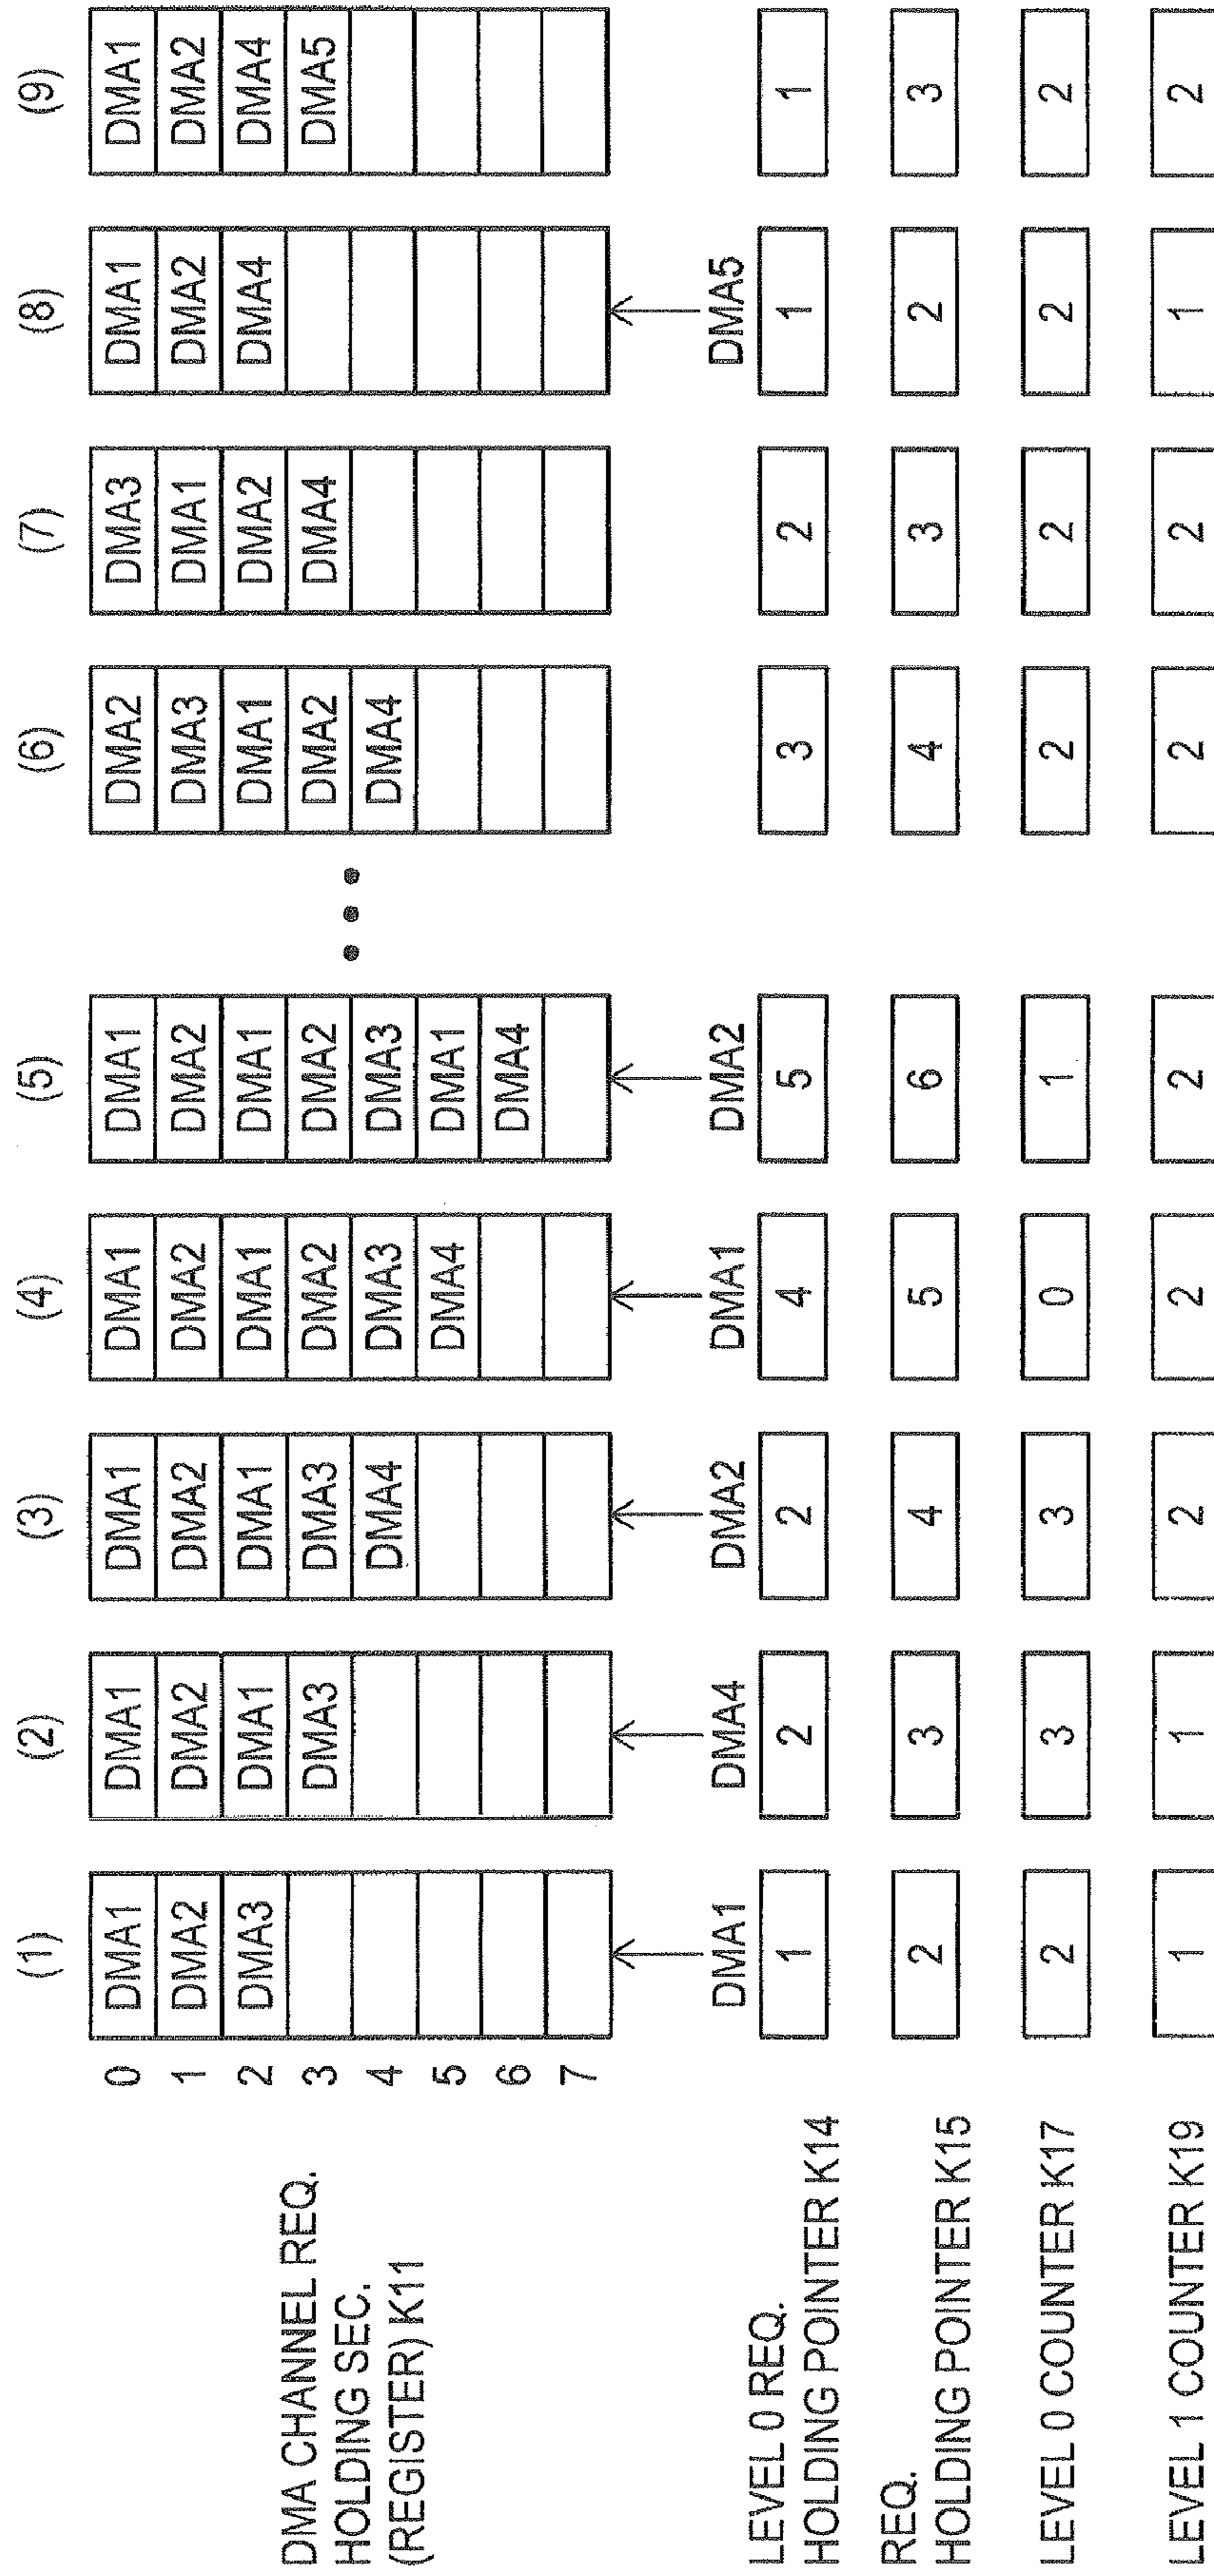 (1) (2) (3) (4) (5) (6) (7) (8) (9)
DMA CHANNEL REQ.
HOLDING SEC.
(REGISTER) K11
0 DMA1 DMA1 DMA1 DMA1 DMA1 DMA2 DMA3 DMA1 DMA1
1 DMA2 DMA2 DMA2 DMA2 DMA2 DMA3 DMA1 DMA2 DMA2
2 DMA3 DMA1 DMA1 DMA1 DMA1 DMA1 DMA2 DMA4 DMA4
3 DMA3 DMA3 DMA2 DMA2 DMA2 DMA4 DMA5
4 DMA4 DMA3 DMA3 DMA4
5 DMA4 DMA1
6 DMA4
7
DMA1 DMA4 DMA2 DMA1 DMA2 DMA5
LEVEL 0 REQ.
HOLDING POINTER K14
1 2 2 4 5 3 2 1 1
REQ.
HOLDING POINTER K15
2 3 4 5 6 4 3 2 3
LEVEL 0 COUNTER K17
2 3 3 0 1 2 2 2 2
LEVEL 1 COUNTER K19
1 1 2 2 2 2 2 1 2